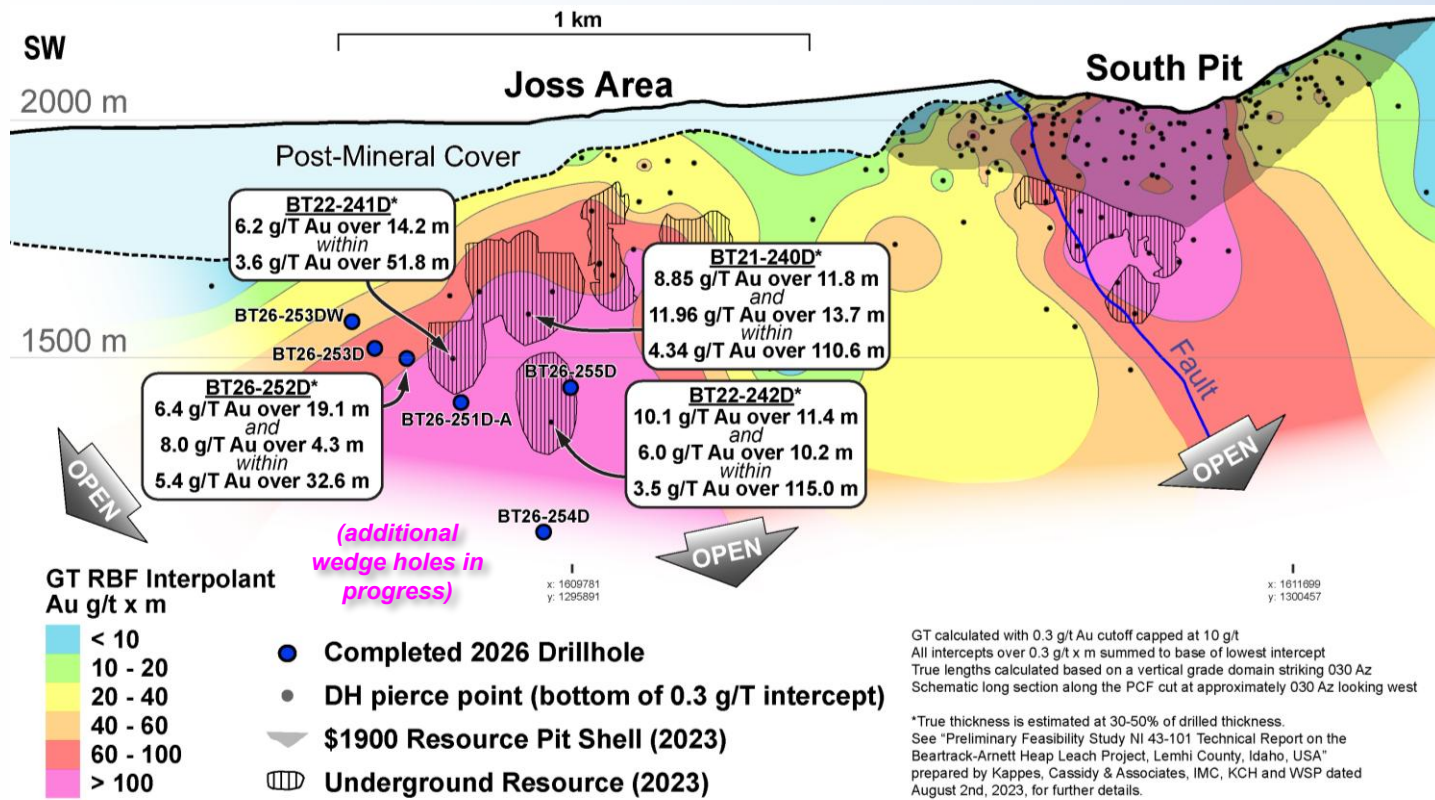 1 km
SW
Joss Area
South Pit
2000 m
Post-Mineral Cover
BT22-241D*
6.2 g/T Au over 14.2 m
within
3.6 g/T Au over 51.8 m
BT21-240D*
8.85 g/T Au over 11.8 m
and
11.96 g/T Au over 13.7 m
within
4.34 g/T Au over 110.6 m
BT26-253DW
1500 m
BT26-253D
Fault
BT26-252D*
6.4 g/T Au over 19.1 m
and
8.0 g/T Au over 4.3 m
within
5.4 g/T Au over 32.6 m
BT26-255D
BT26-251D-A
BT22-242D*
10.1 g/T Au over 11.4 m
and
6.0 g/T Au over 10.2 m
within
3.5 g/T Au over 115.0 m
OPEN
OPEN
OPEN
BT26-254D
(additional
wedge holes in
progress)
x: 1609781
y: 1295891
x: 1611699
y: 1300457
GT RBF Interpolant
Au g/t x m
< 10
10 - 20
20 - 40
40 - 60
60 - 100
> 100
Completed 2026 Drillhole
DH pierce point (bottom of 0.3 g/T intercept)
$1900 Resource Pit Shell (2023)
Underground Resource (2023)
GT calculated with 0.3 g/t Au cutoff capped at 10 g/t
All intercepts over 0.3 g/t x m summed to base of lowest intercept
True lengths calculated based on a vertical grade domain striking 030 Az
Schematic long section along the PCF cut at approximately 030 Az looking west
*True thickness is estimated at 30-50% of drilled thickness.
See "Preliminary Feasibility Study NI 43-101 Technical Report on the
Beartrack-Arnett Heap Leach Project, Lemhi County, Idaho, USA"
prepared by Kappes, Cassidy & Associates, IMC, KCH and WSP dated
August 2nd, 2023, for further details.